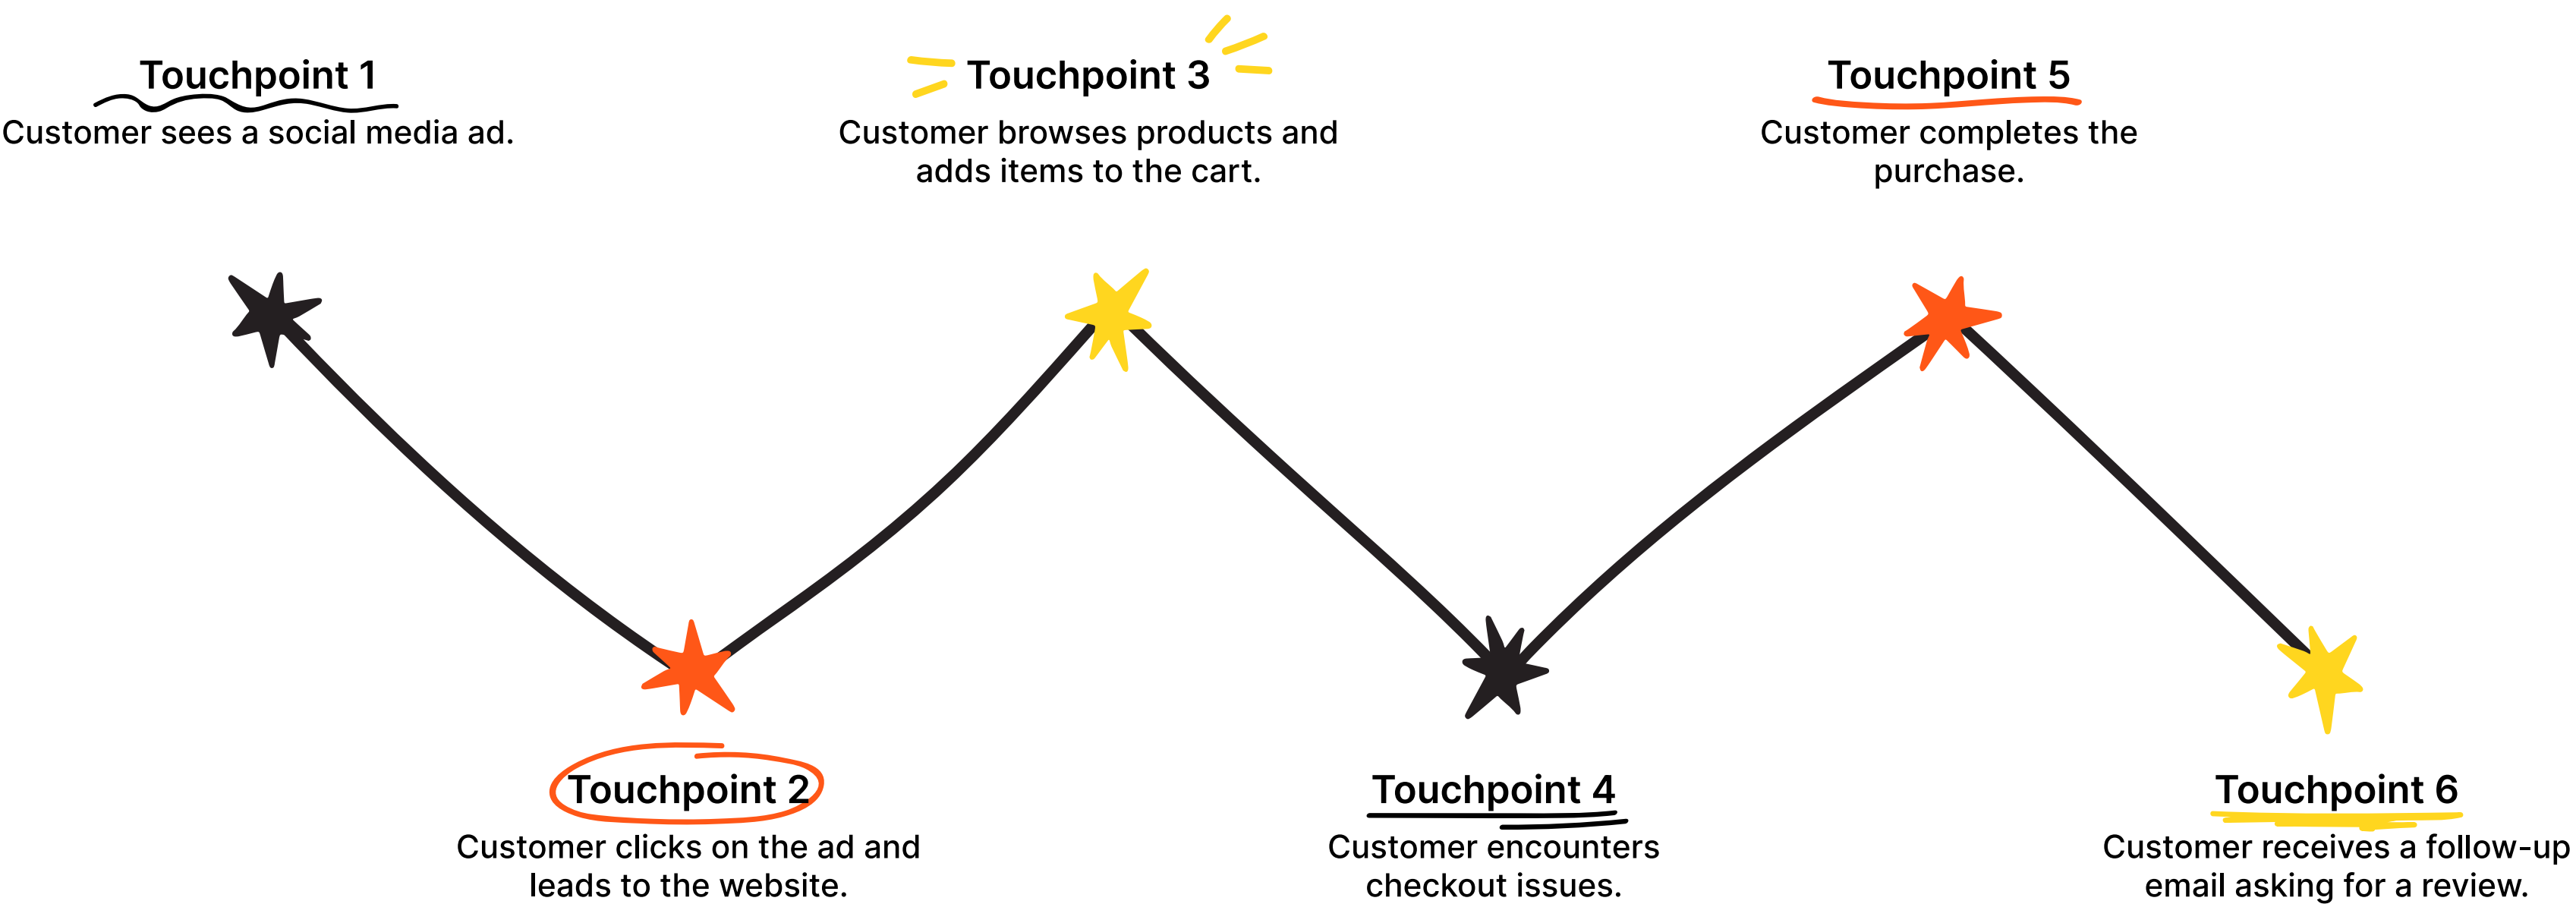 Touchpoint 1
Customer sees a social media ad.
Touchpoint 2
Customer clicks on the ad and
leads to the website.
Touchpoint 3
Customer browses products and
adds items to the cart.
Touchpoint 4
Customer encounters
checkout issues.
Touchpoint 5
Customer completes the
purchase.
Touchpoint 6
Customer receives a follow-up
email asking for a review.